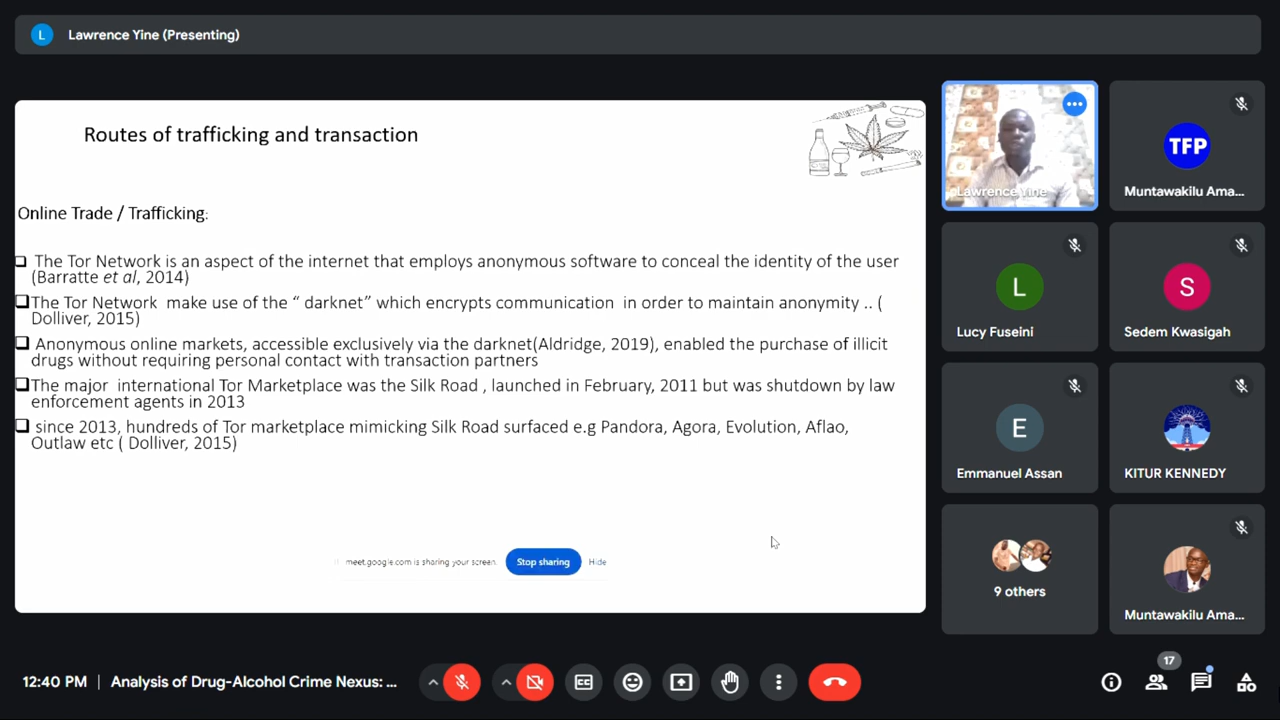 L Lawrence Yine (Presenting)
Routes of trafficking and transaction
Online Trade / Trafficking:
The Tor Network is an aspect of the internet that employs anonymous software to conceal the identity of the user
(Barratte et al, 2014)
The Tor Network make use of the “ darknet” which encrypts communication in order to maintain anonymity .. (
Dolliver, 2015)
Anonymous online markets, accessible exclusively via the darknet(Aldridge, 2019), enabled the purchase of illicit
drugs without requiring personal contact with transaction partners
The major international Tor Marketplace was the Silk Road , launched in February, 2011 but was shutdown by law
enforcement agents in 2013
since 2013, hundreds of Tor marketplace mimicking Silk Road surfaced e.g Pandora, Agora, Evolution, Aflao,
Outlaw etc ( Dolliver, 2015)
meet.google.com is sharing your screen.
Stop sharing
Hide
Lawrence Yine
TFP
Muntawakilu Ama...
L
Lucy Fuseini
S
Sedem Kwasigah
E
Emmanuel Assan
KITUR KENNEDY
9 others
Muntawakilu Ama...
12:40 PM | Analysis of Drug-Alcohol Crime Nexus: ...
17